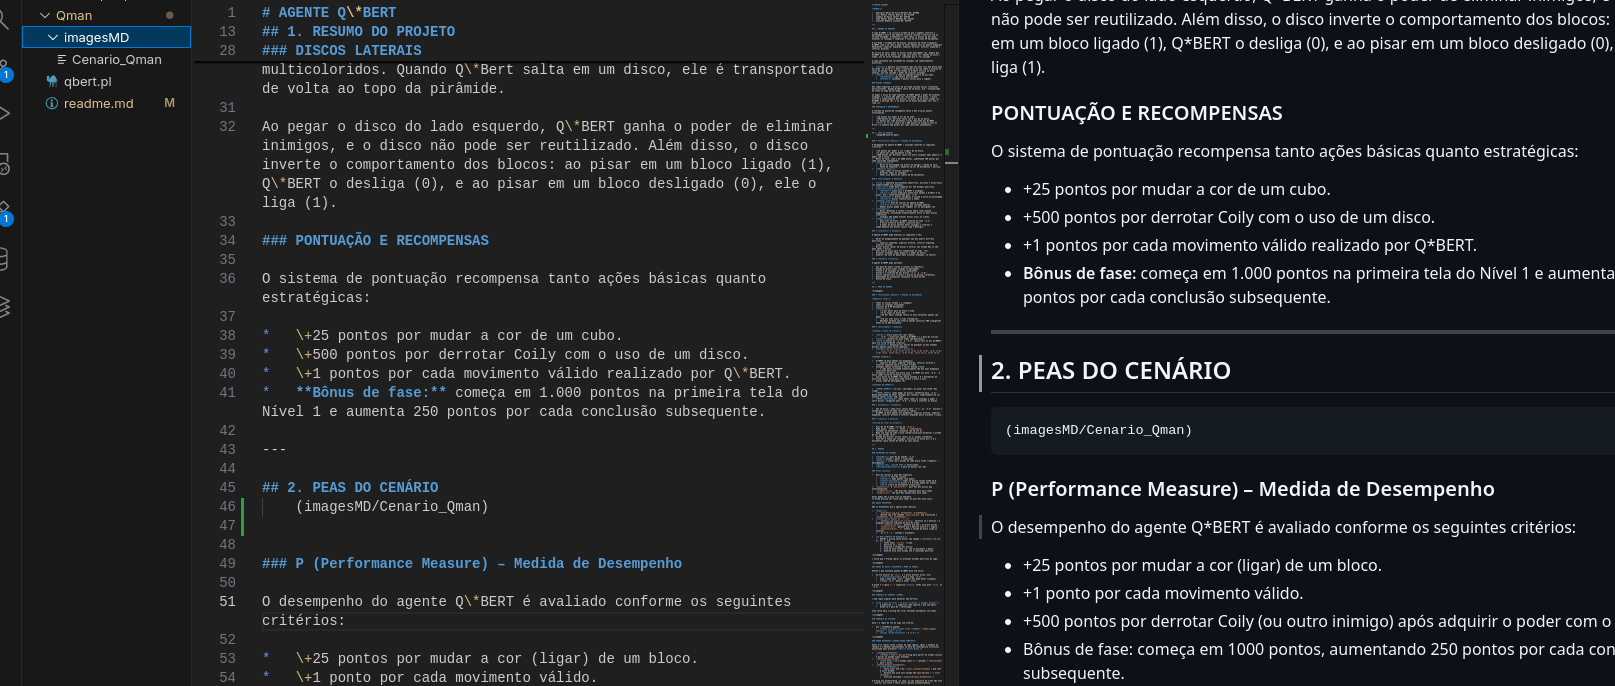 Qman
imagesMD
Cenario_Qman
qbert.pl
readme.md M
1
1
1 # AGENTE Q\*BERT
13 ## 1. RESUMO DO PROJETO
28 ### DISCOS LATERAIS
multicoloridos. Quando Q\*Bert salta em um disco, ele é transportado
de volta ao topo da pirâmide.
31
32 Ao pegar o disco do lado esquerdo, Q\*BERT ganha o poder de eliminar
inimigos, e o disco não pode ser reutilizado. Além disso, o disco
inverte o comportamento dos blocos: ao pisar em um bloco ligado (1),
Q\*BERT o desliga (0), e ao pisar em um bloco desligado (0), ele o
liga (1).
33
34 ### PONTUAÇÃO E RECOMPENSAS
35
36 O sistema de pontuação recompensa tanto ações básicas quanto
estratégicas:
37
38 * \+25 pontos por mudar a cor de um cubo.
39 * \+500 pontos por derrotar Coily com o uso de um disco.
40 * \+1 pontos por cada movimento válido realizado por Q\*BERT.
41 * **Bônus de fase:** começa em 1.000 pontos na primeira tela do
Nível 1 e aumenta 250 pontos por cada conclusão subsequente.
42
43 ---
44
45 ## 2. PEAS DO CENÁRIO
46 (imagesMD/Cenario_Qman)
47
48
49 ### P (Performance Measure) – Medida de Desempenho
50
51 O desempenho do agente Q\*BERT é avaliado conforme os seguintes
critérios:
52
53 * \+25 pontos por mudar a cor (ligar) de um bloco.
54 * \+1 ponto por cada movimento válido.
Ao pegar o disco do lado esquerdo, Q*BERT ganha o poder de eliminar inimigos, e
não pode ser reutilizado. Além disso, o disco inverte o comportamento dos blocos:
em um bloco ligado (1), Q*BERT o desliga (0), e ao pisar em um bloco desligado (0),
liga (1).
PONTUAÇÃO E RECOMPENSAS
O sistema de pontuação recompensa tanto ações básicas quanto estratégicas:
• +25 pontos por mudar a cor de um cubo.
• +500 pontos por derrotar Coily com o uso de um disco.
• +1 pontos por cada movimento válido realizado por Q*BERT.
• Bônus de fase: começa em 1.000 pontos na primeira tela do Nível 1 e aumenta
pontos por cada conclusão subsequente.
2. PEAS DO CENÁRIO
(imagesMD/Cenario_Qman)
P (Performance Measure) – Medida de Desempenho
O desempenho do agente Q*BERT é avaliado conforme os seguintes critérios:
• +25 pontos por mudar a cor (ligar) de um bloco.
• +1 ponto por cada movimento válido.
• +500 pontos por derrotar Coily (ou outro inimigo) após adquirir o poder com o
• Bônus de fase: começa em 1000 pontos, aumentando 250 pontos por cada con
subsequente.